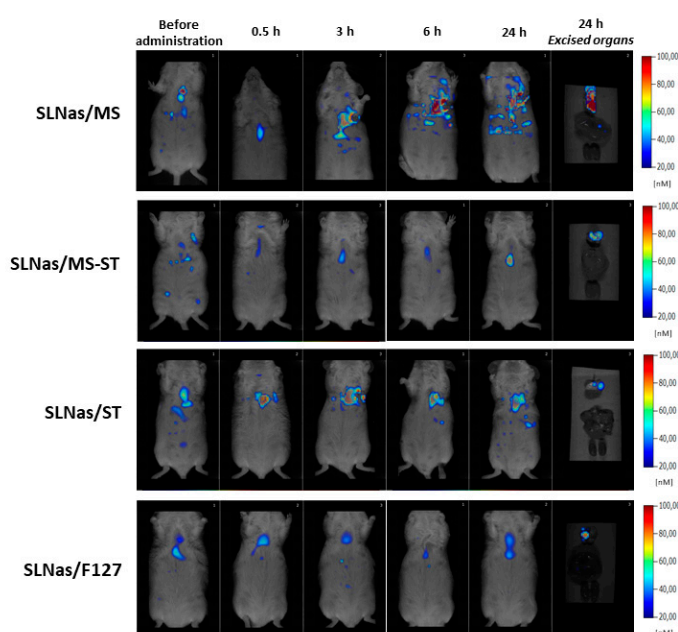 Before
administration
0.5 h
3 h
6 h
24 h
24 h
Excised organs
SLNas/MS
100,00
80,00
60,00
40,00
20,00
[nM]
SLNas/MS-ST
100,00
80,00
60,00
40,00
20,00
[nM]
SLNas/ST
100,00
80,00
60,00
40,00
20,00
[nM]
SLNas/F127
100,00
80,00
60,00
40,00
20,00
[nM]